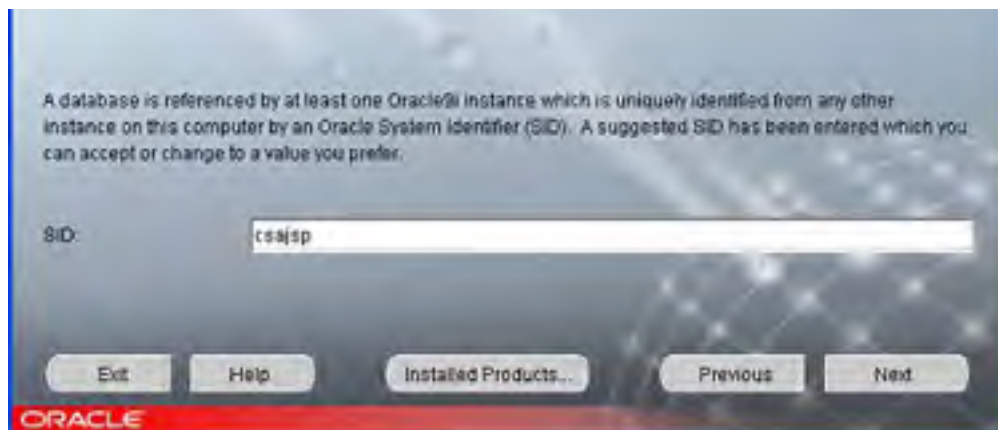 A database is referenced by at least one Oracle9i instance which is uniquely identified from any other
instance on this computer by an Oracle System Identifier (SID). A suggested SID has been entered which you
can accept or change to a value you prefer.
SID: csajsp
Exit Help Installed Products... Previous Next
ORACLE